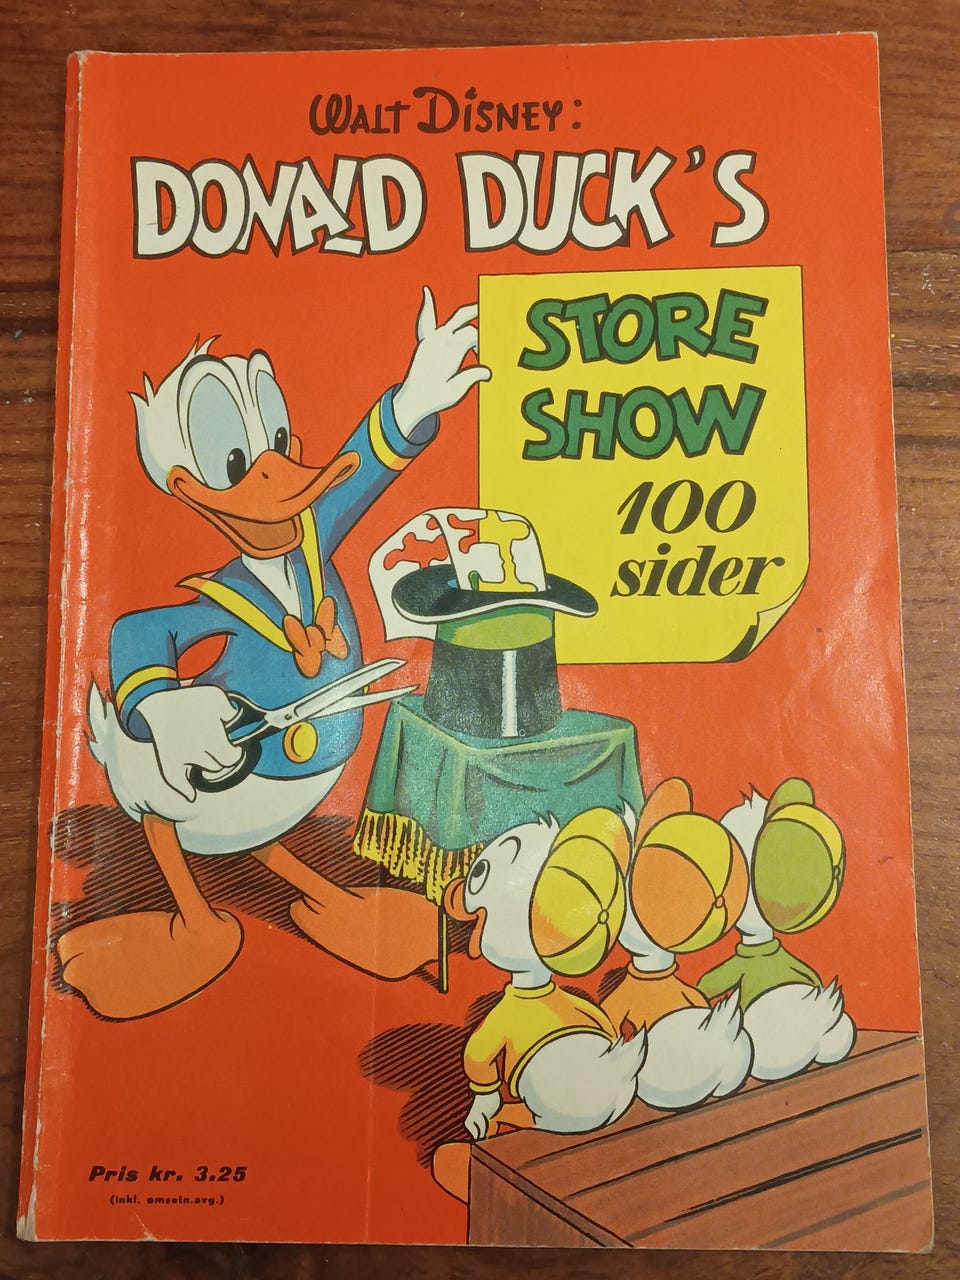 Walt Disney:
DONALD DUCK'S
STORE
SHOW
100
sider
Pris kr. 3.25
(inkl. omsetn.avg.)